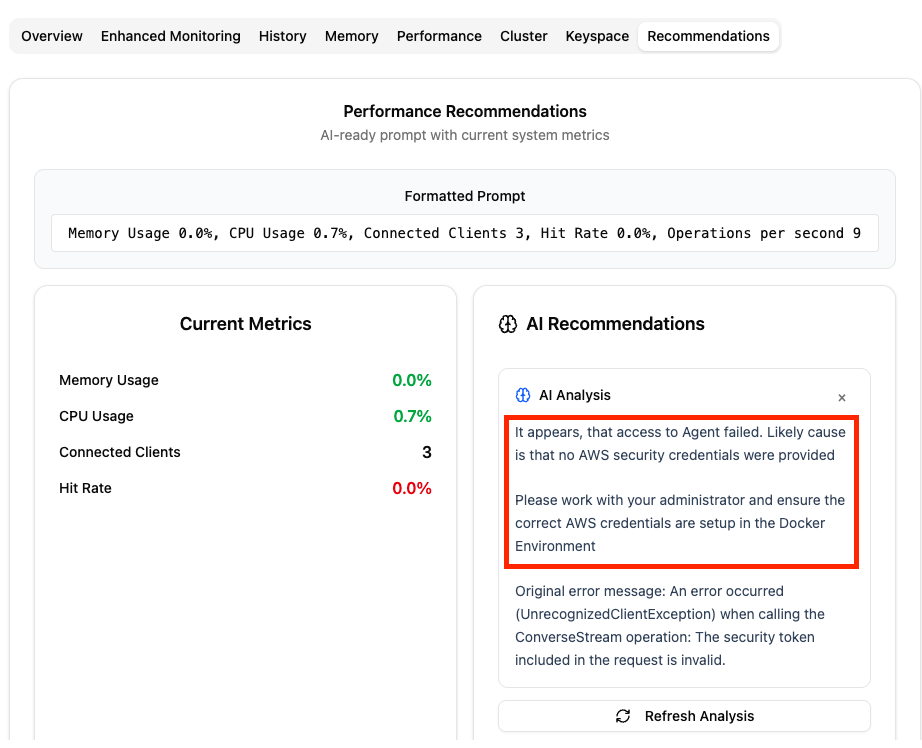 Overview Enhanced Monitoring History Memory Performance Cluster Keyspace Recommendations
Performance Recommendations
AI-ready prompt with current system metrics
Formatted Prompt
Memory Usage 0.0%, CPU Usage 0.7%, Connected Clients 3, Hit Rate 0.0%, Operations per second 9
Current Metrics
Memory Usage 0.0%
CPU Usage 0.7%
Connected Clients 3
Hit Rate 0.0%
AI Recommendations
AI Analysis ×
It appears, that access to Agent failed. Likely cause
is that no AWS security credentials were provided
Please work with your administrator and ensure the
correct AWS credentials are setup in the Docker
Environment
Original error message: An error occurred
(UnrecognizedClientException) when calling the
ConverseStream operation: The security token
included in the request is invalid.
Refresh Analysis